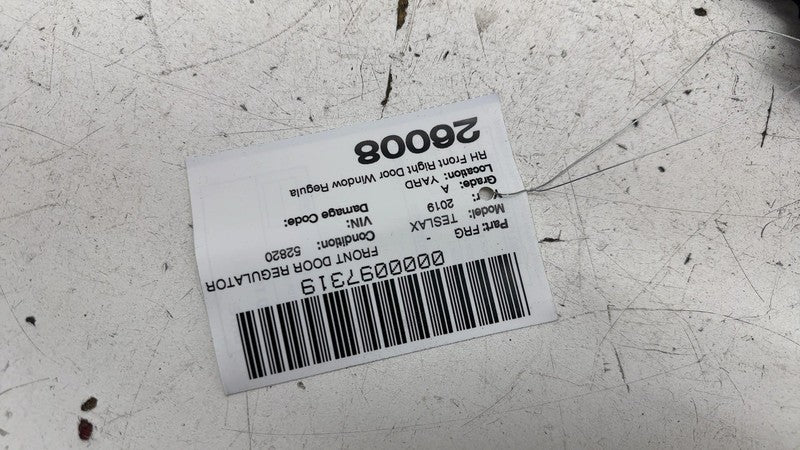 0000097319
Part: FRG FRONT DOOR REGULATOR
-
Model: TESLAX Condition: 52820
2019 VIN:
Grade: A Damage Code:
Location: YARD
RH Front Right Door Window Regula
26008